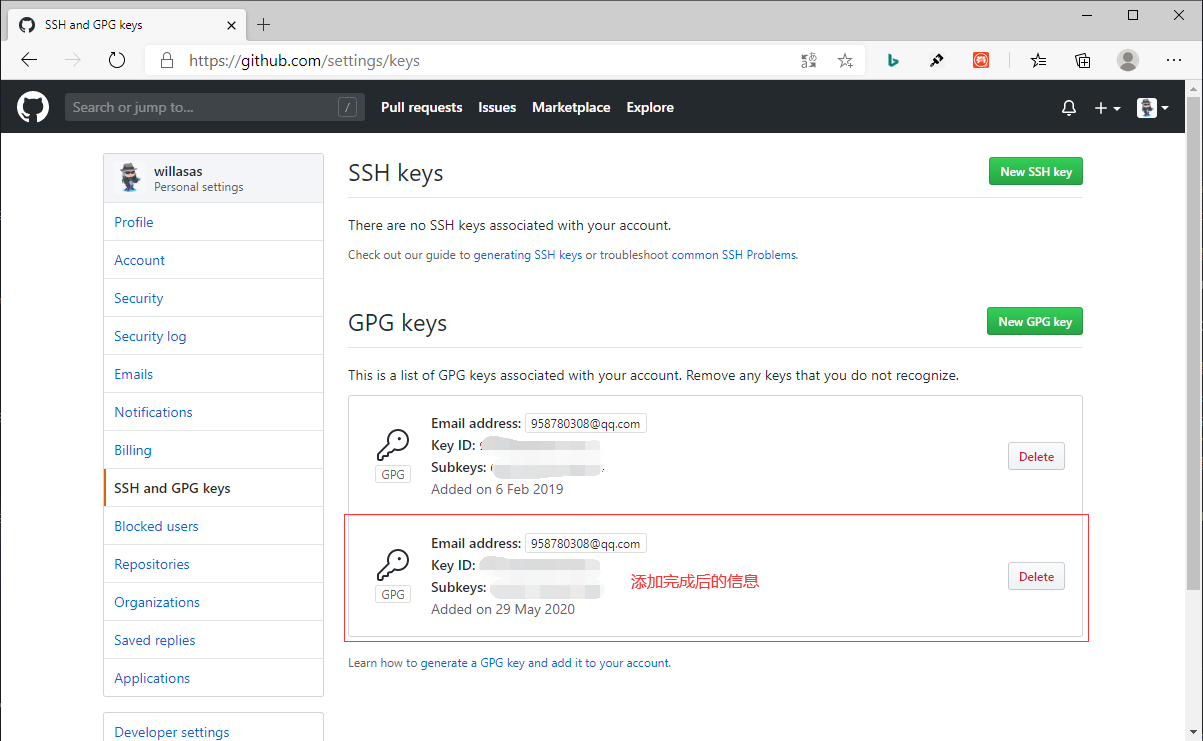 SSH and GPG keys
https://github.com/settings/keys
Search or jump to... /
Pull requests Issues Marketplace Explore
willasas
Personal settings
Profile
Account
Security
Security log
Emails
Notifications
Billing
SSH and GPG keys
Blocked users
Repositories
Organizations
Saved replies
Applications
Developer settings
SSH keys
New SSH key
There are no SSH keys associated with your account.
Check out our guide to generating SSH keys or troubleshoot common SSH Problems.
GPG keys
New GPG key
This is a list of GPG keys associated with your account. Remove any keys that you do not recognize.
GPG
Email address: 958780308@qq.com
Key ID:
Subkeys:
Added on 6 Feb 2019
Delete
GPG
Email address: 958780308@qq.com
Key ID:
Subkeys:
Added on 29 May 2020
添加完成后的信息
Delete
Learn how to generate a GPG key and add it to your account.